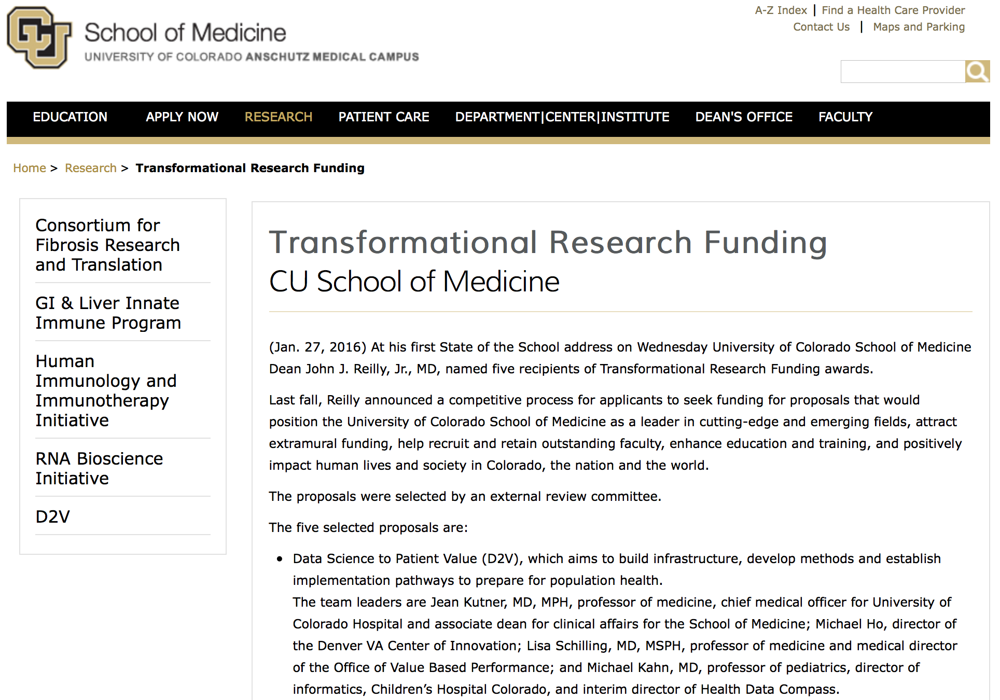 A-Z Index | Find a Health Care Provider
Contact Us | Maps and Parking
CU
School of Medicine
UNIVERSITY OF COLORADO ANSCHUTZ MEDICAL CAMPUS
EDUCATION APPLY NOW RESEARCH PATIENT CARE DEPARTMENT|CENTER|INSTITUTE DEAN'S OFFICE FACULTY
Home > Research > Transformational Research Funding
Consortium for
Fibrosis Research
and Translation
GI & Liver Innate
Immune Program
Human
Immunology and
Immunotherapy
Initiative
RNA Bioscience
Initiative
D2V
Transformational Research Funding
CU School of Medicine
(Jan. 27, 2016) At his first State of the School address on Wednesday University of Colorado School of Medicine
Dean John J. Reilly, Jr., MD, named five recipients of Transformational Research Funding awards.
Last fall, Reilly announced a competitive process for applicants to seek funding for proposals that would
position the University of Colorado School of Medicine as a leader in cutting-edge and emerging fields, attract
extramural funding, help recruit and retain outstanding faculty, enhance education and training, and positively
impact human lives and society in Colorado, the nation and the world.
The proposals were selected by an external review committee.
The five selected proposals are:
• Data Science to Patient Value (D2V), which aims to build infrastructure, develop methods and establish
implementation pathways to prepare for population health.
The team leaders are Jean Kutner, MD, MPH, professor of medicine, chief medical officer for University of
Colorado Hospital and associate dean for clinical affairs for the School of Medicine; Michael Ho, director of
the Denver VA Center of Innovation; Lisa Schilling, MD, MSPH, professor of medicine and medical director
of the Office of Value Based Performance; and Michael Kahn, MD, professor of pediatrics, director of
informatics, Children’s Hospital Colorado, and interim director of Health Data Compass.